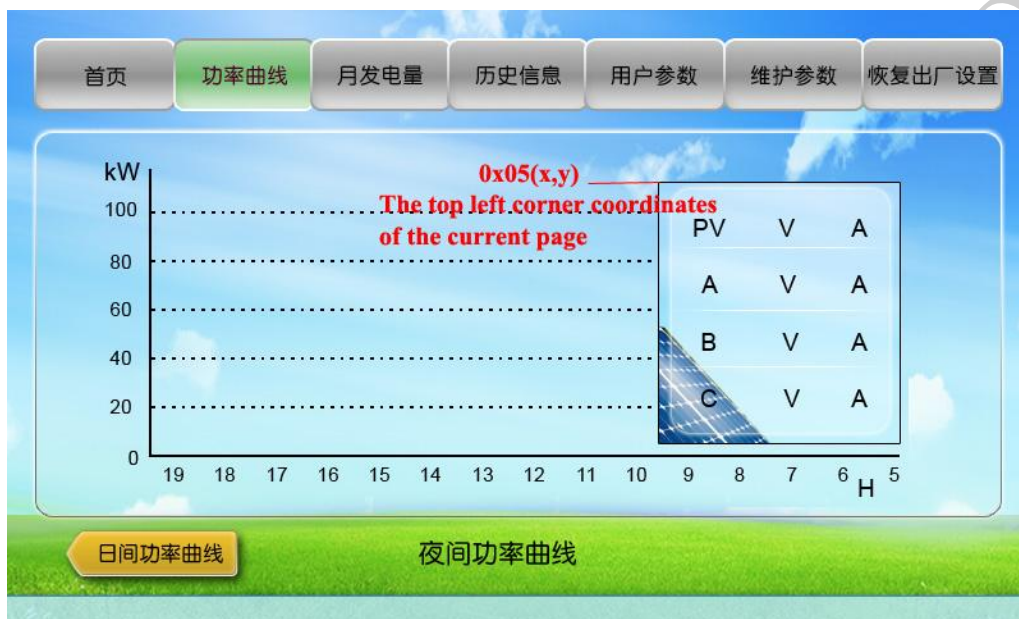 首页 功率曲线 月发电量 历史信息 用户参数 维护参数 恢复出厂设置
kW
0x05(x,y)
The top left corner coordinates
of the current page
100
80
60
40
20
0
PV V A
A V A
B V A
C V A
19 18 17 16 15 14 13 12 11 10 9 8 7 6 5
H
日间功率曲线
夜间功率曲线